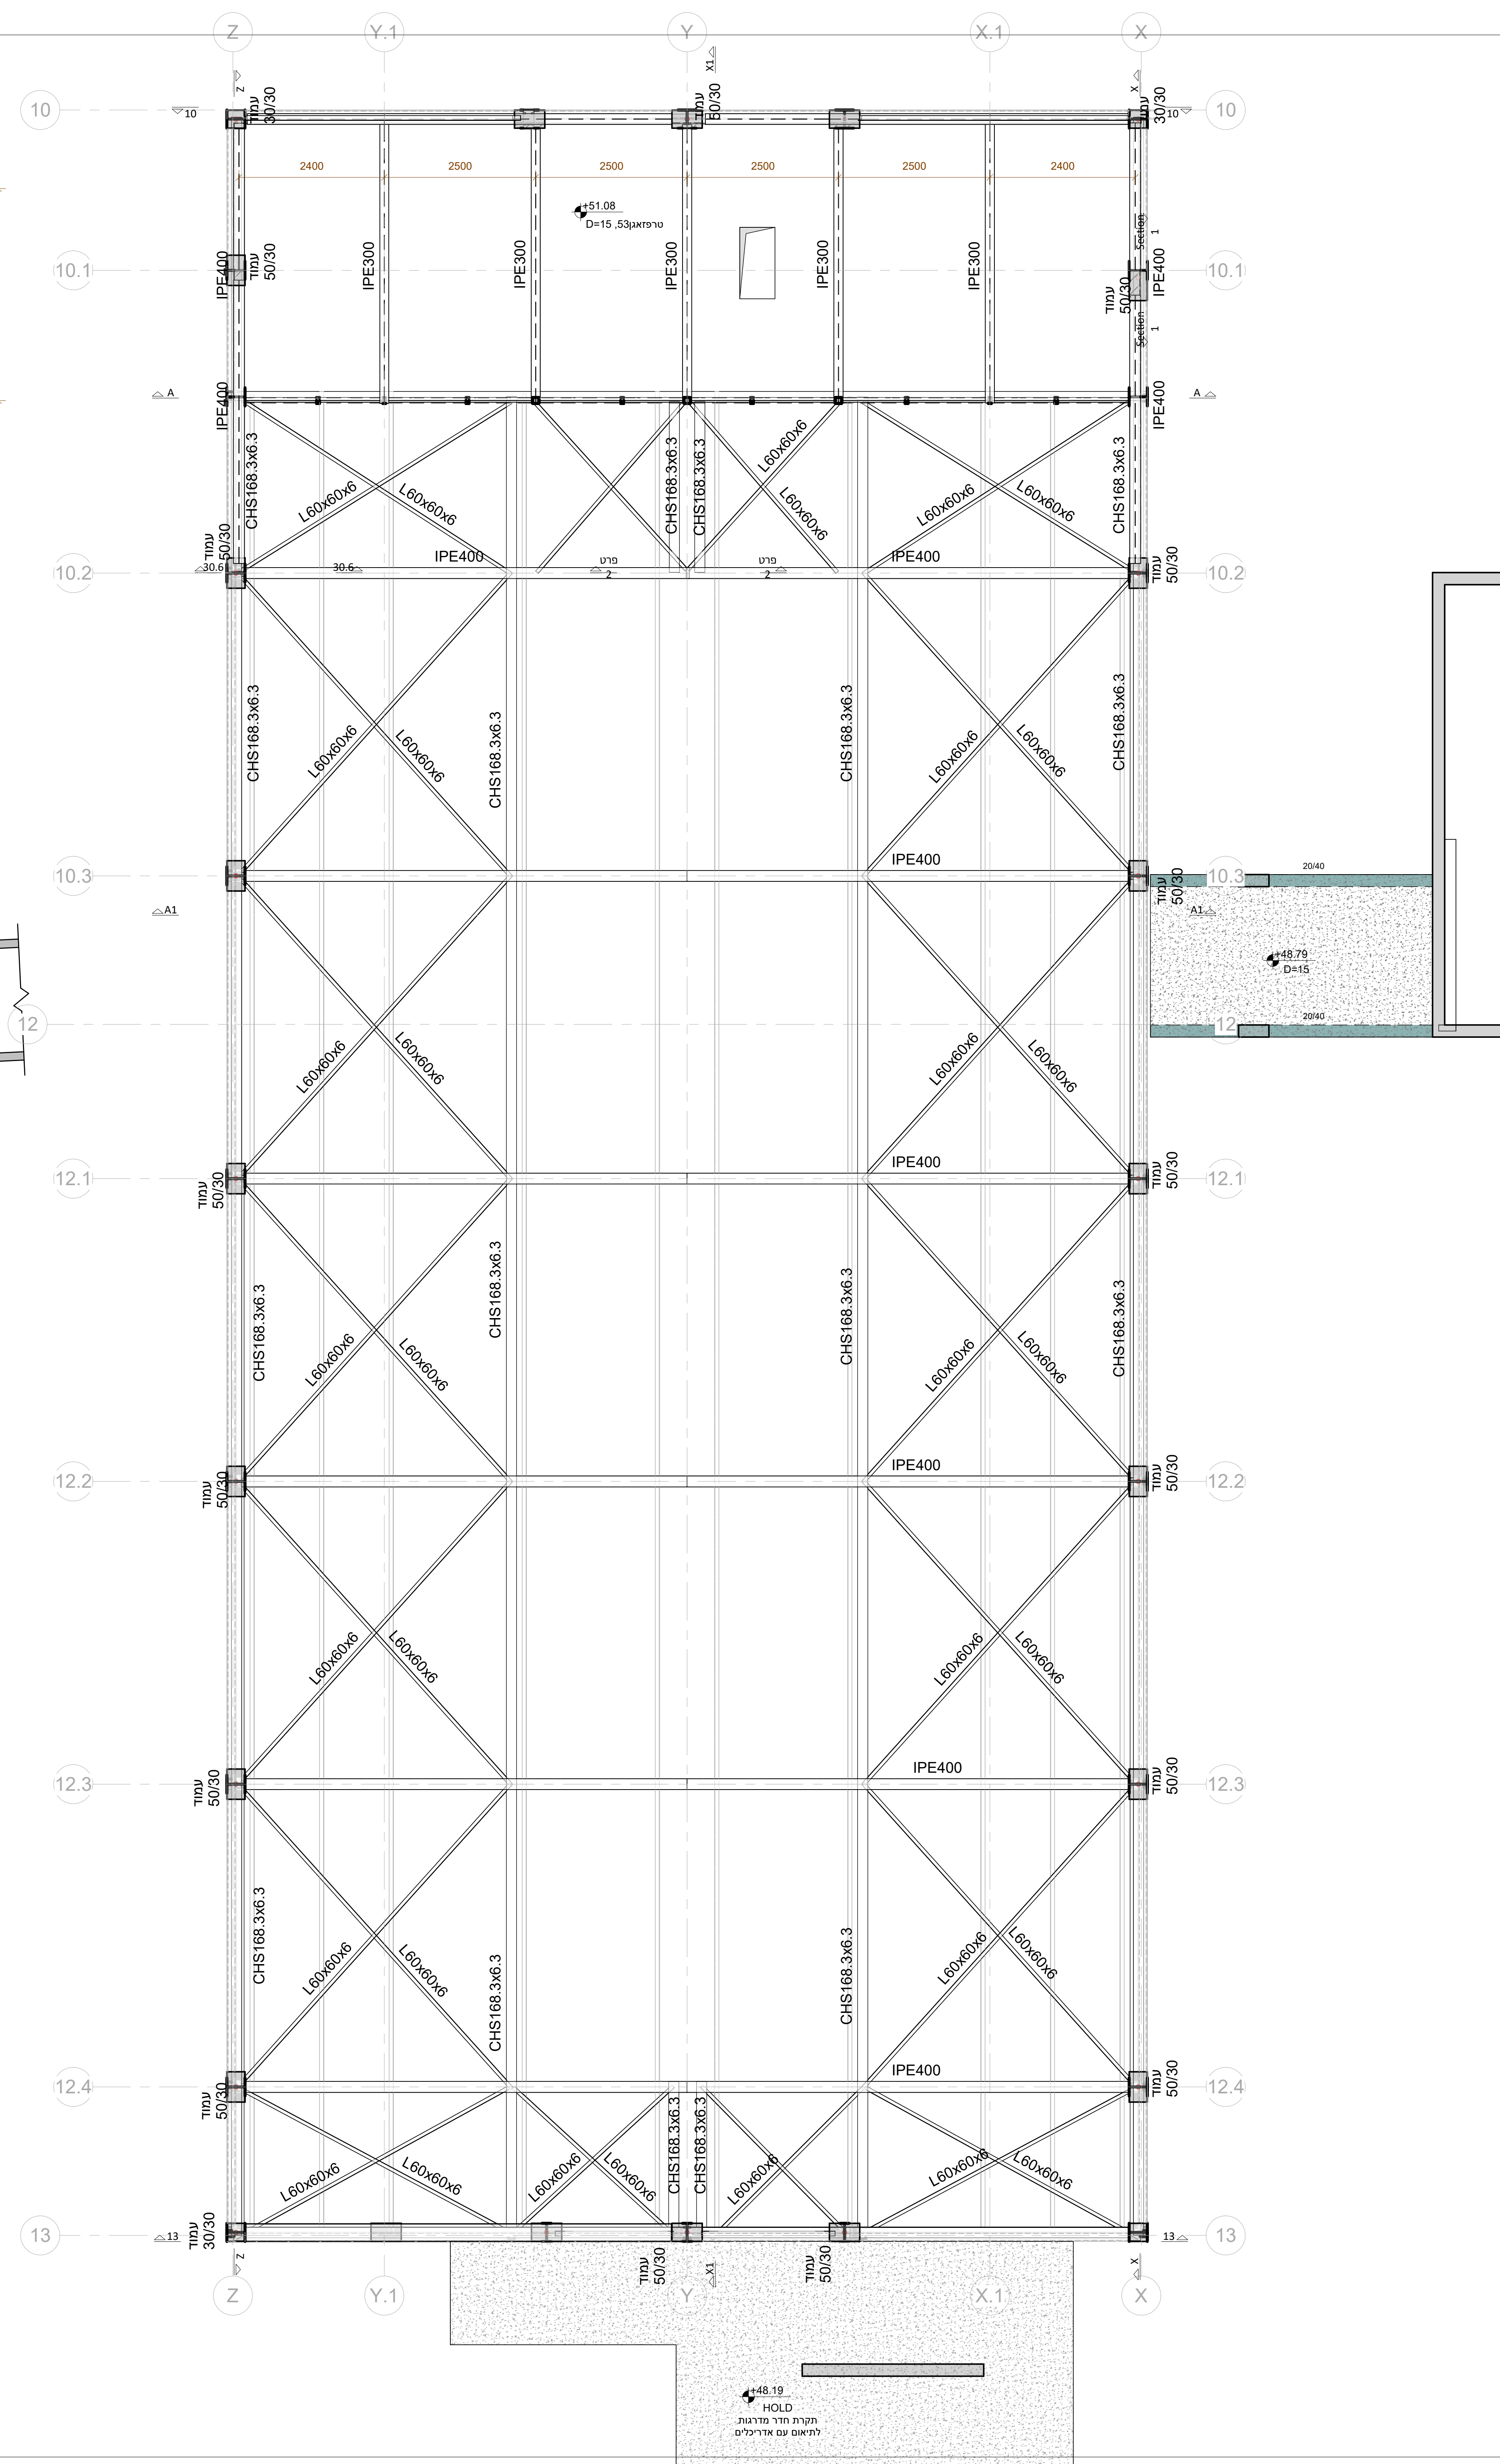 Z
Y.1
Y
X.1
X
X1
Z
X
10
10
עמוד
30/30
עמוד
50/30
עמוד
30/30
10
10
2400
2500
2500
2500
2500
2400
+51.08
D=15 ,טרפזאגן53
Section
1
10.1
IPE400
עמוד
50/30
IPE300
IPE300
IPE300
IPE300
IPE300
עמוד
50/30
IPE400
10.1
Section
1
A
IPE400
IPE400
A
CHS168.3x6.3
L60x60x6
L60x60x6
CHS168.3x6.3
CHS168.3x6.3
L60x60x6
L60x60x6
L60x60x6
L60x60x6
CHS168.3x6.3
עמוד
50/30
10.2
30.6
30.6
IPE400
פרט
2
פרט
2
IPE400
עמוד
50/30
10.2
CHS168.3x6.3
L60x60x6
L60x60x6
CHS168.3x6.3
CHS168.3x6.3
L60x60x6
L60x60x6
CHS168.3x6.3
10.3
IPE400
עמוד
50/30
10.3
20/40
A1
A1
+48.79
D=15
12
12
20/40
L60x60x6
L60x60x6
L60x60x6
L60x60x6
12.1
עמוד
50/30
IPE400
עמוד
50/30
12.1
CHS168.3x6.3
L60x60x6
L60x60x6
CHS168.3x6.3
CHS168.3x6.3
L60x60x6
L60x60x6
CHS168.3x6.3
12.2
עמוד
50/30
IPE400
עמוד
50/30
12.2
L60x60x6
L60x60x6
L60x60x6
L60x60x6
12.3
עמוד
50/30
IPE400
עמוד
50/30
12.3
CHS168.3x6.3
L60x60x6
L60x60x6
CHS168.3x6.3
CHS168.3x6.3
L60x60x6
L60x60x6
12.4
עמוד
50/30
IPE400
עמוד
50/30
12.4
L60x60x6
L60x60x6
L60x60x6
L60x60x6
CHS168.3x6.3
CHS168.3x6.3
L60x60x6
L60x60x6
L60x60x6
13
13
עמוד
30/30
13
13
Z
עמוד
50/30
X1
עמוד
50/30
X
Z
Y.1
Y
X.1
X
+48.19
HOLD
תקרת חדר מדרגות
לתיאום עם אדריכלים